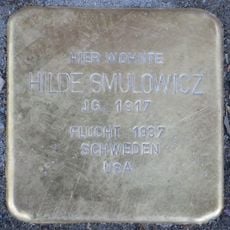 HIER WOHNTE
HILDE SMULOWICZ
JG. 1917
FLUCHT 1937
SCHWEDEN
USA